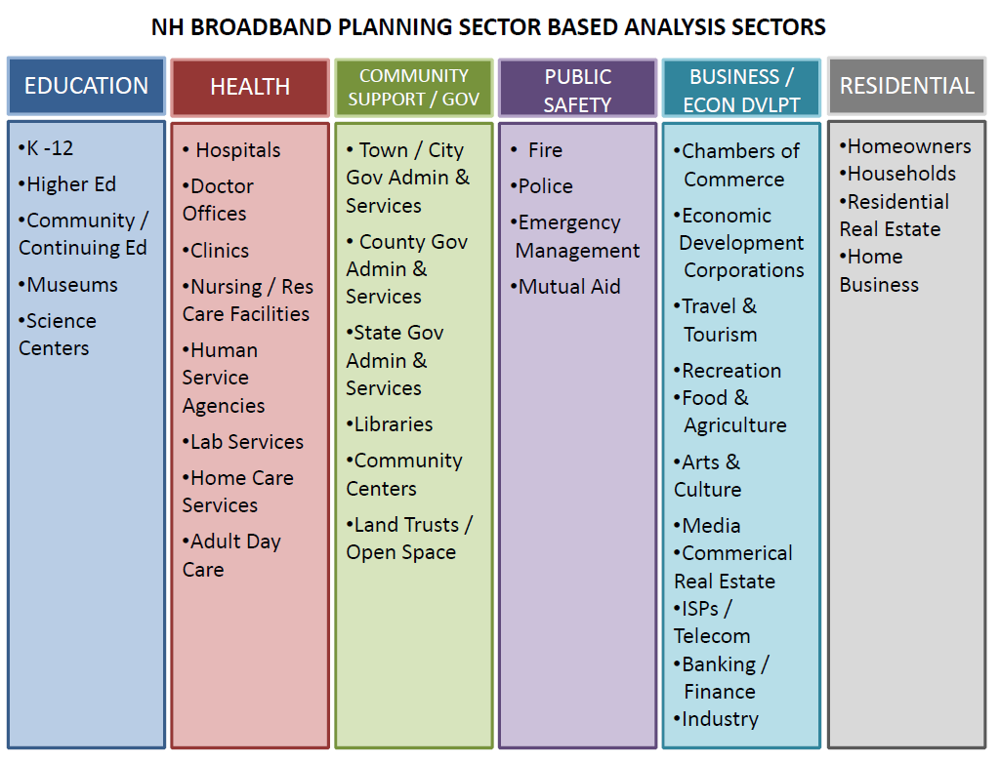 NH BROADBAND PLANNING SECTOR BASED ANALYSIS SECTORS
EDUCATION
•K -12
•Higher Ed
•Community /
Continuing Ed
•Museums
•Science
Centers
HEALTH
• Hospitals
•Doctor
Offices
•Clinics
•Nursing / Res
Care Facilities
•Human
Service
Agencies
•Lab Services
•Home Care
Services
•Adult Day
Care
COMMUNITY
SUPPORT / GOV
• Town / City
Gov Admin &
Services
• County Gov
Admin &
Services
•State Gov
Admin &
Services
•Libraries
•Community
Centers
•Land Trusts /
Open Space
PUBLIC
SAFETY
• Fire
•Police
•Emergency
Management
•Mutual Aid
BUSINESS /
ECON DVLPT
•Chambers of
Commerce
•Economic
Development
Corporations
•Travel &
Tourism
•Recreation
•Food &
Agriculture
•Arts &
Culture
•Media
•Commerical
Real Estate
•ISPs /
Telecom
•Banking /
Finance
•Industry
RESIDENTIAL
•Homeowners
•Households
•Residential
Real Estate
•Home
Business